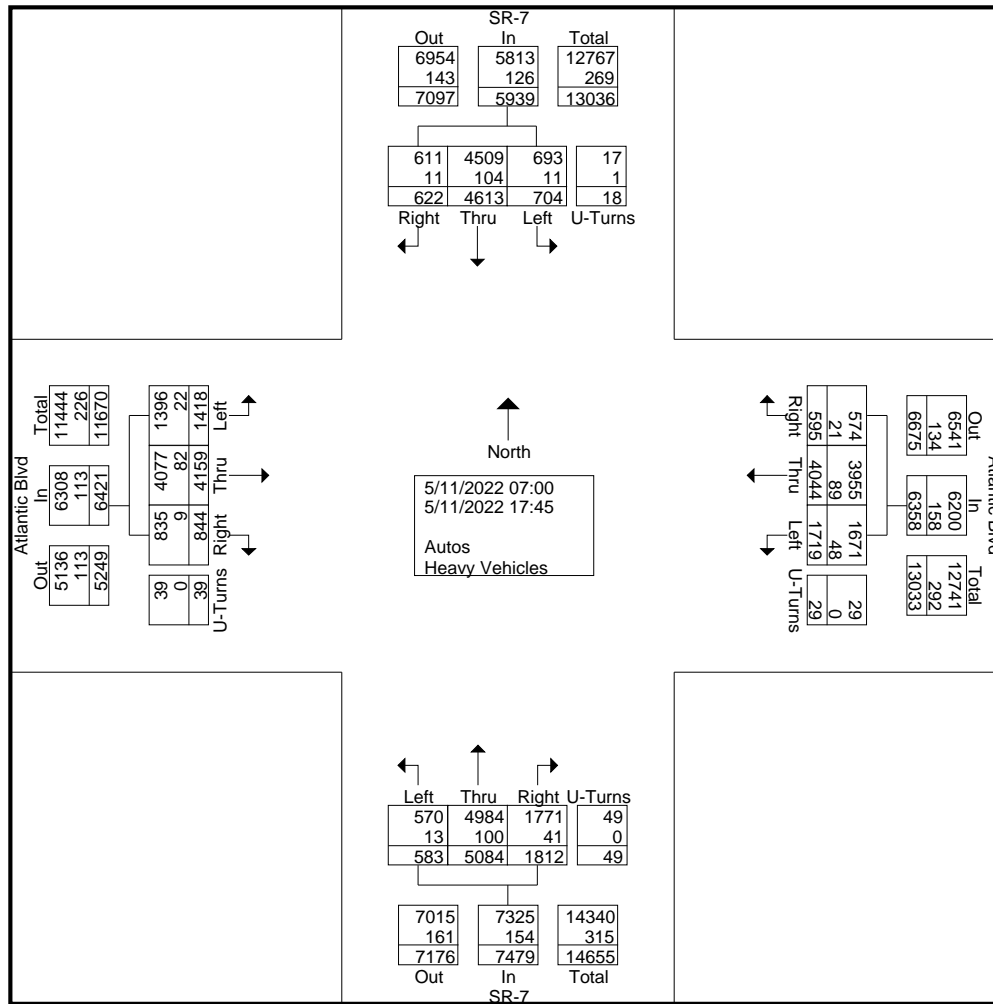 SR-7
Out In Total
6954 5813 12767
143 126 269
7097 5939 13036
611 4509 693 17
11 104 11 1
622 4613 704 18
Right Thru Left U-Turns
Atlantic Blvd
Total In Out
11444 6308 5136
226 113 113
11670 6421 5249
1396 4077 835 39
22 82 9 0
1418 4159 844 39
Left Thru Right U-Turns
North
5/11/2022 07:00
5/11/2022 17:45
Autos
Heavy Vehicles
Right Thru Left U-Turns
574 3955 1671 29
21 89 48 0
595 4044 1719 29
Out In Total
6541 6200 12741
134 158 292
6675 6358 13033
Atlantic Blvd
Left Thru Right U-Turns
570 4984 1771 49
13 100 41 0
583 5084 1812 49
7015 7325 14340
161 154 315
7176 7479 14655
Out In Total
SR-7